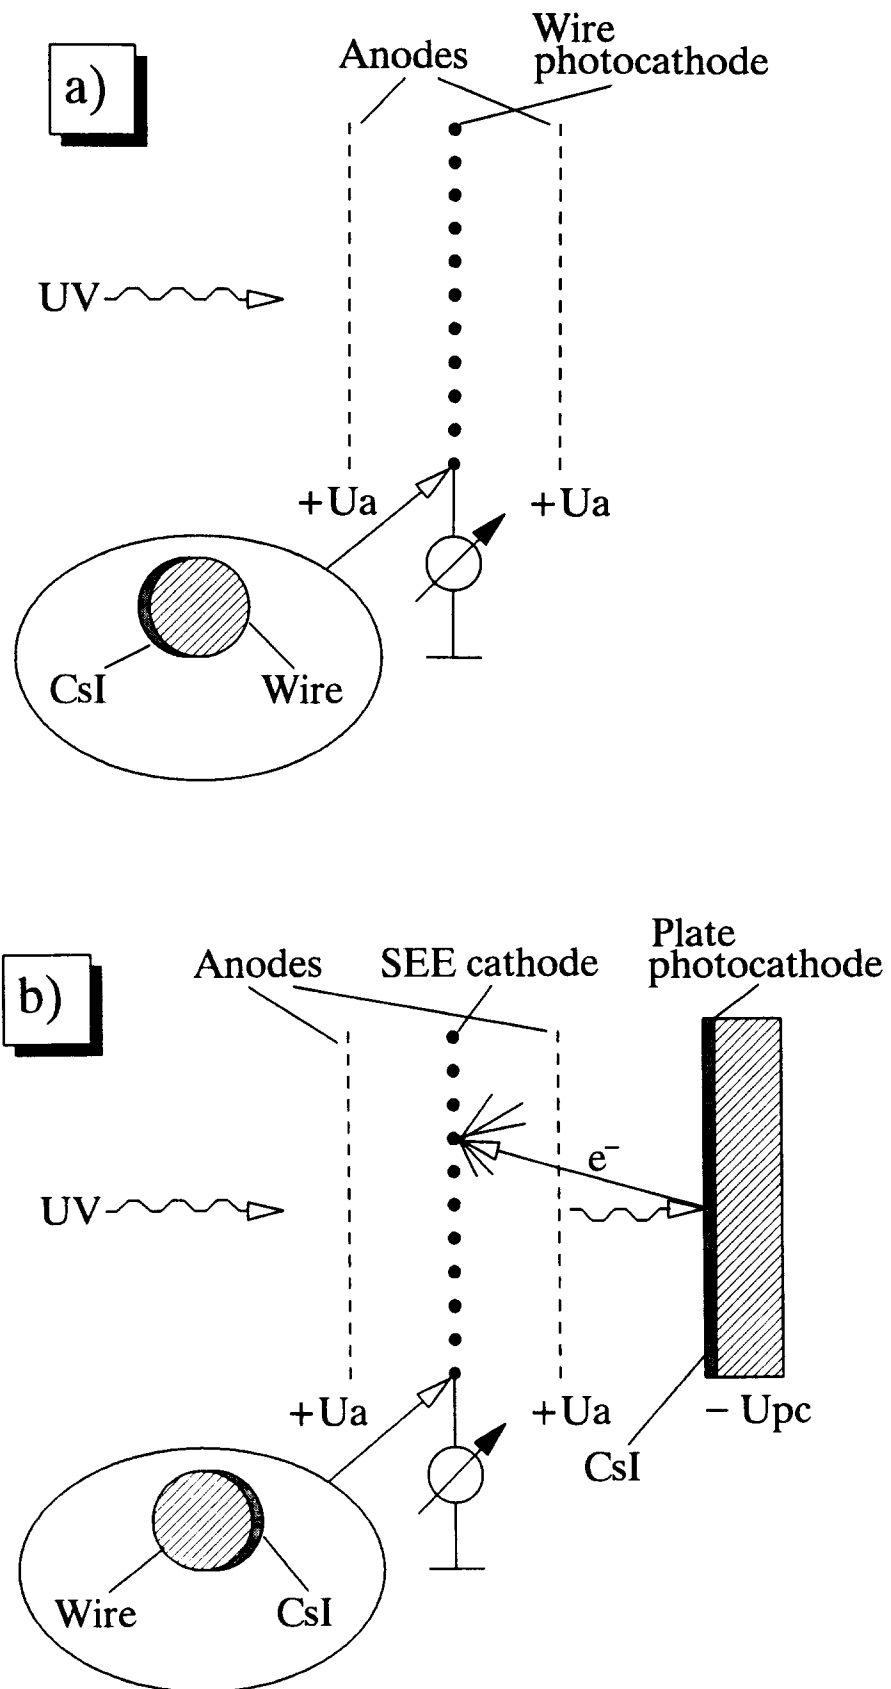 a)
Anodes
Wire
photocathode
UV
+Ua
+Ua
CsI
Wire
b)
Anodes
SEE cathode
Plate
photocathode
e⁻
UV
+Ua
+Ua
− Upc
CsI
Wire
CsI